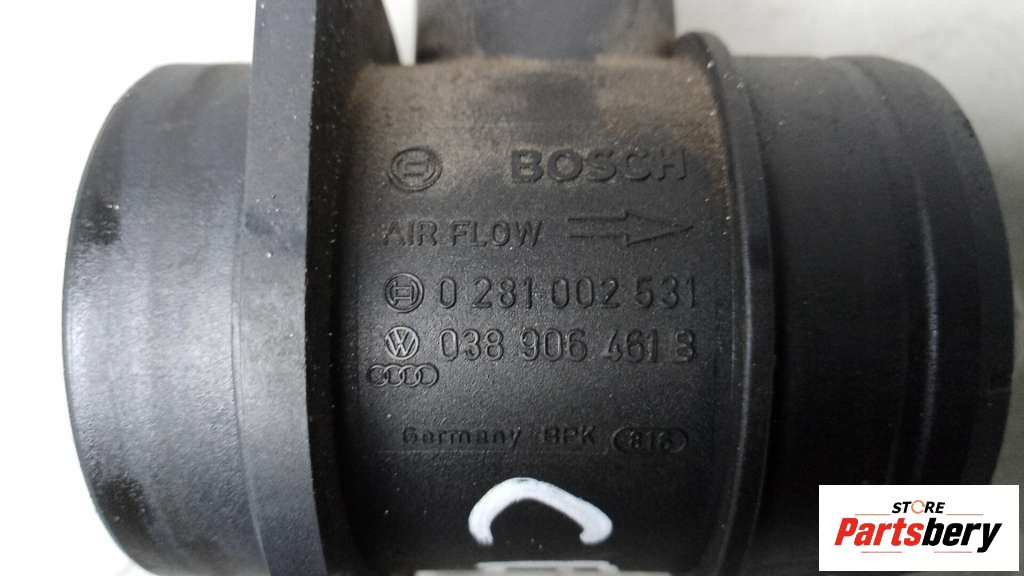 BOSCH
AIR FLOW
0 281 002 531
038 906 461 B
Germany BPK
C
STORE
Partsbery